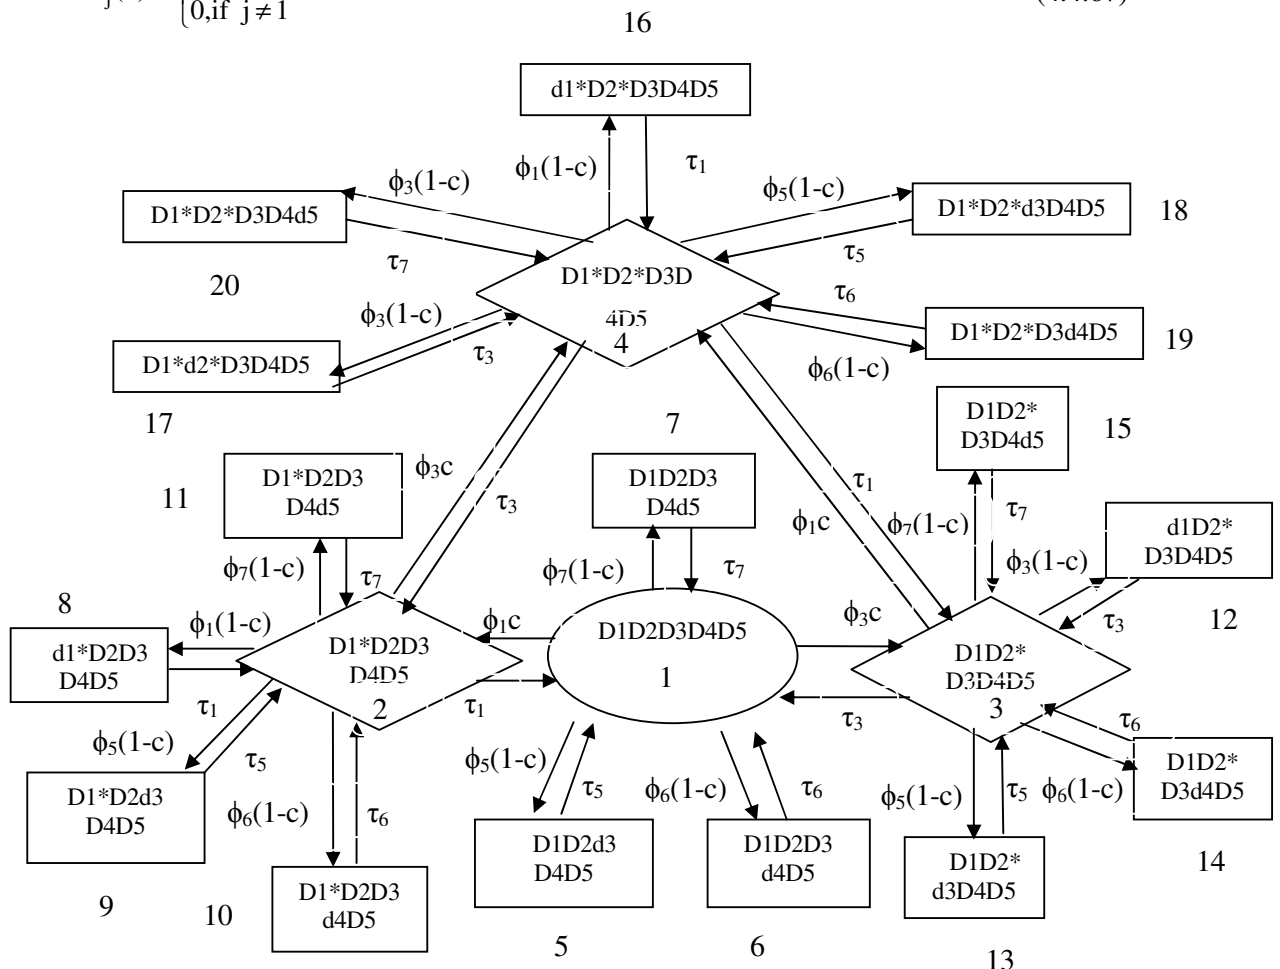 0,if j≠1
16
d1*D2*D3D4D5
ϕ1(1-c)
τ1
ϕ3(1-c)
ϕ5(1-c)
D1*D2*D3D4d5
D1*D2*d3D4D5
18
τ7
τ5
20
D1*D2*D3D
4D5
4
τ6
ϕ3(1-c)
τ3
D1*D2*D3d4D5
19
D1*d2*D3D4D5
ϕ6(1-c)
17
7
D1D2*
D3D4d5
15
11
D1*D2D3
D4d5
ϕ3c
τ3
D1D2D3
D4d5
τ1
ϕ1c
ϕ7(1-c)
τ7
d1D2*
D3D4D5
ϕ7(1-c)
τ7
ϕ7(1-c)
τ7
ϕ3(1-c)
8
ϕ1(1-c)
ϕ1c
D1D2D3D4D5
1
ϕ3c
τ3
12
d1*D2D3
D4D5
D1*D2D3
D4D5
2
D1D2*
D3D4D5
3
τ1
τ1
τ3
τ6
ϕ5(1-c)
τ5
ϕ5(1-c)
τ5
ϕ6(1-c)
τ6
ϕ5(1-c)
τ5
ϕ6(1-c)
D1D2*
D3d4D5
D1*D2d3
D4D5
ϕ6(1-c)
τ6
D1D2d3
D4D5
D1D2D3
d4D5
D1D2*
d3D4D5
14
9
10
D1*D2D3
d4D5
5
6
13